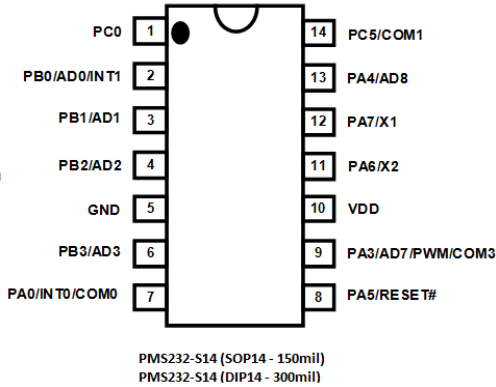 PC0 1 14 PC5/COM1
PB0/AD0/INT1 2 13 PA4/AD8
PB1/AD1 3 12 PA7/X1
PB2/AD2 4 11 PA6/X2
GND 5 10 VDD
PB3/AD3 6 9 PA3/AD7/PWM/COM3
PA0/INT0/COM0 7 8 PA5/RESET#
PMS232-S14 (SOP14 - 150mil)
PMS232-S14 (DIP14 - 300mil)